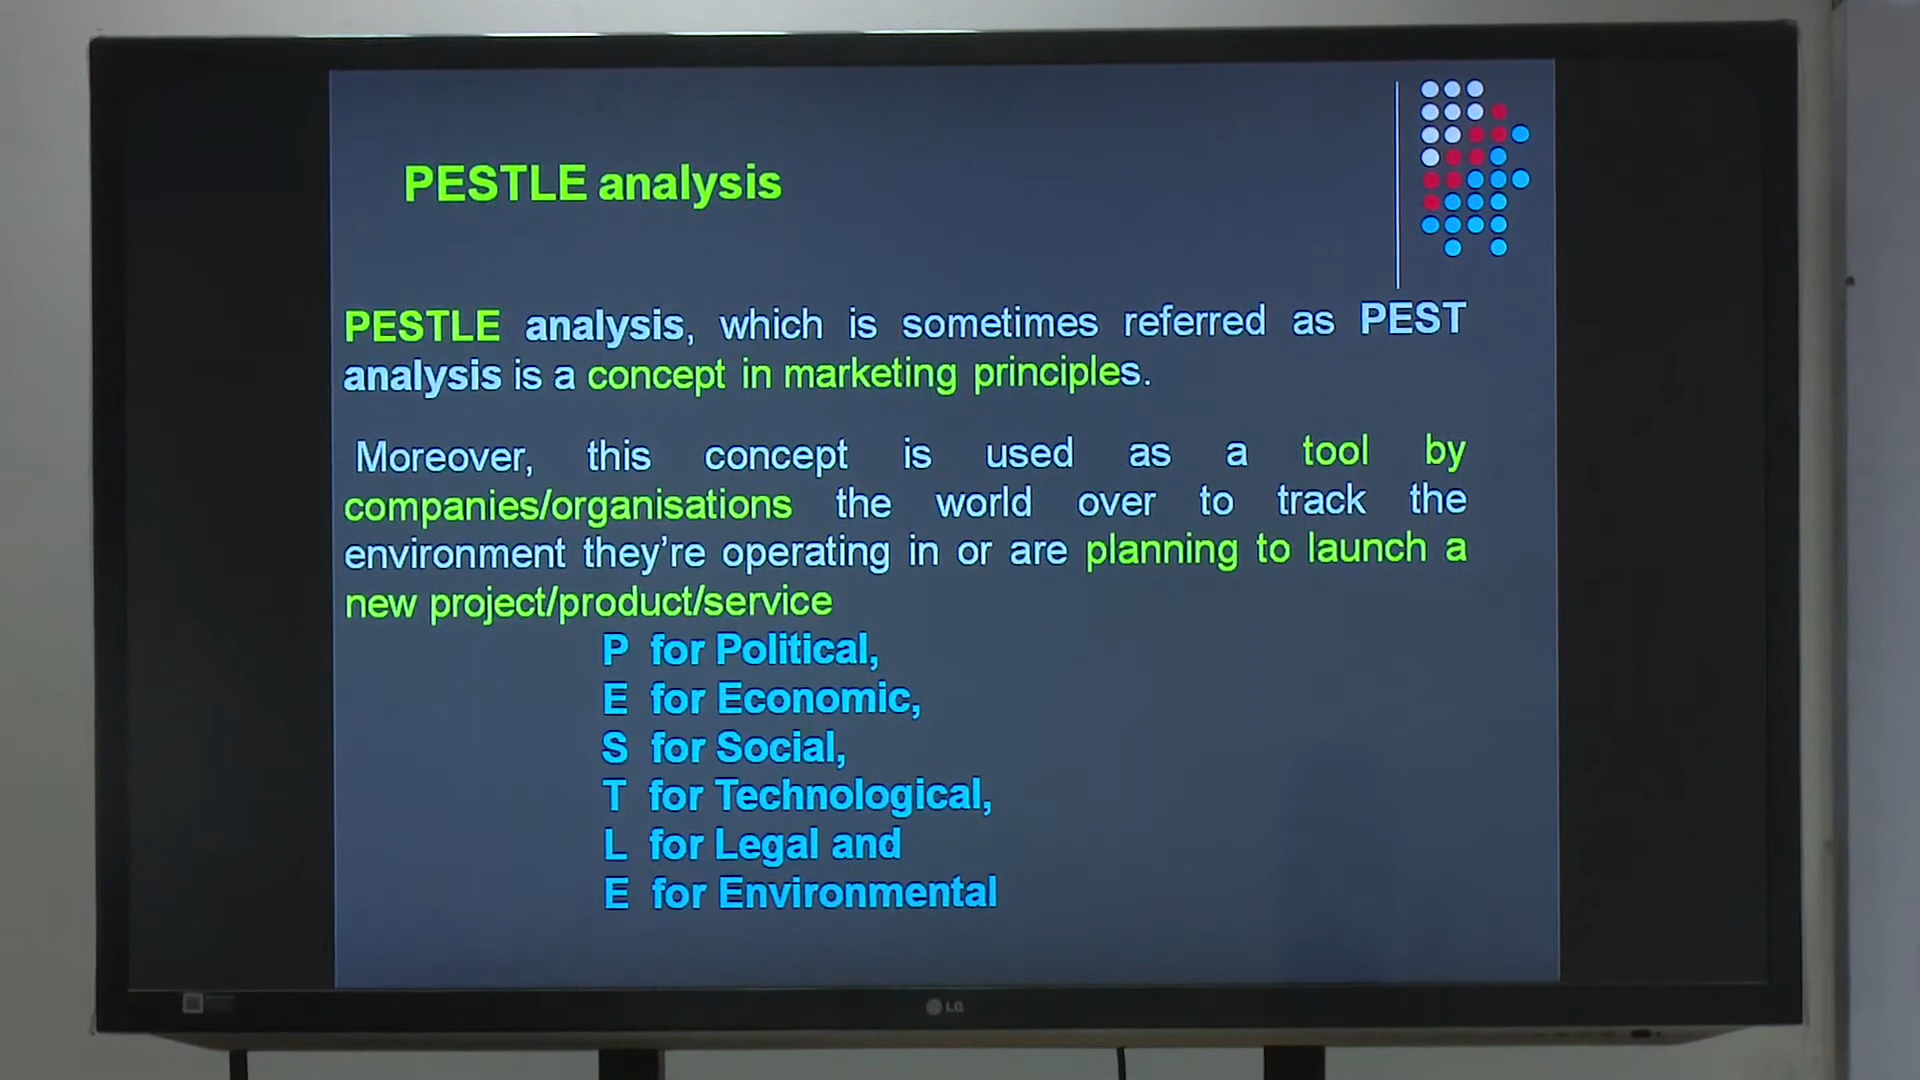 PESTLE analysis
PESTLE analysis, which is sometimes referred as PEST
analysis is a concept in marketing principles.
Moreover, this concept is used as a tool by
companies/organisations the world over to track the
environment they’re operating in or are planning to launch a
new project/product/service
P for Political,
E for Economic,
S for Social,
T for Technological,
L for Legal and
E for Environmental
LG